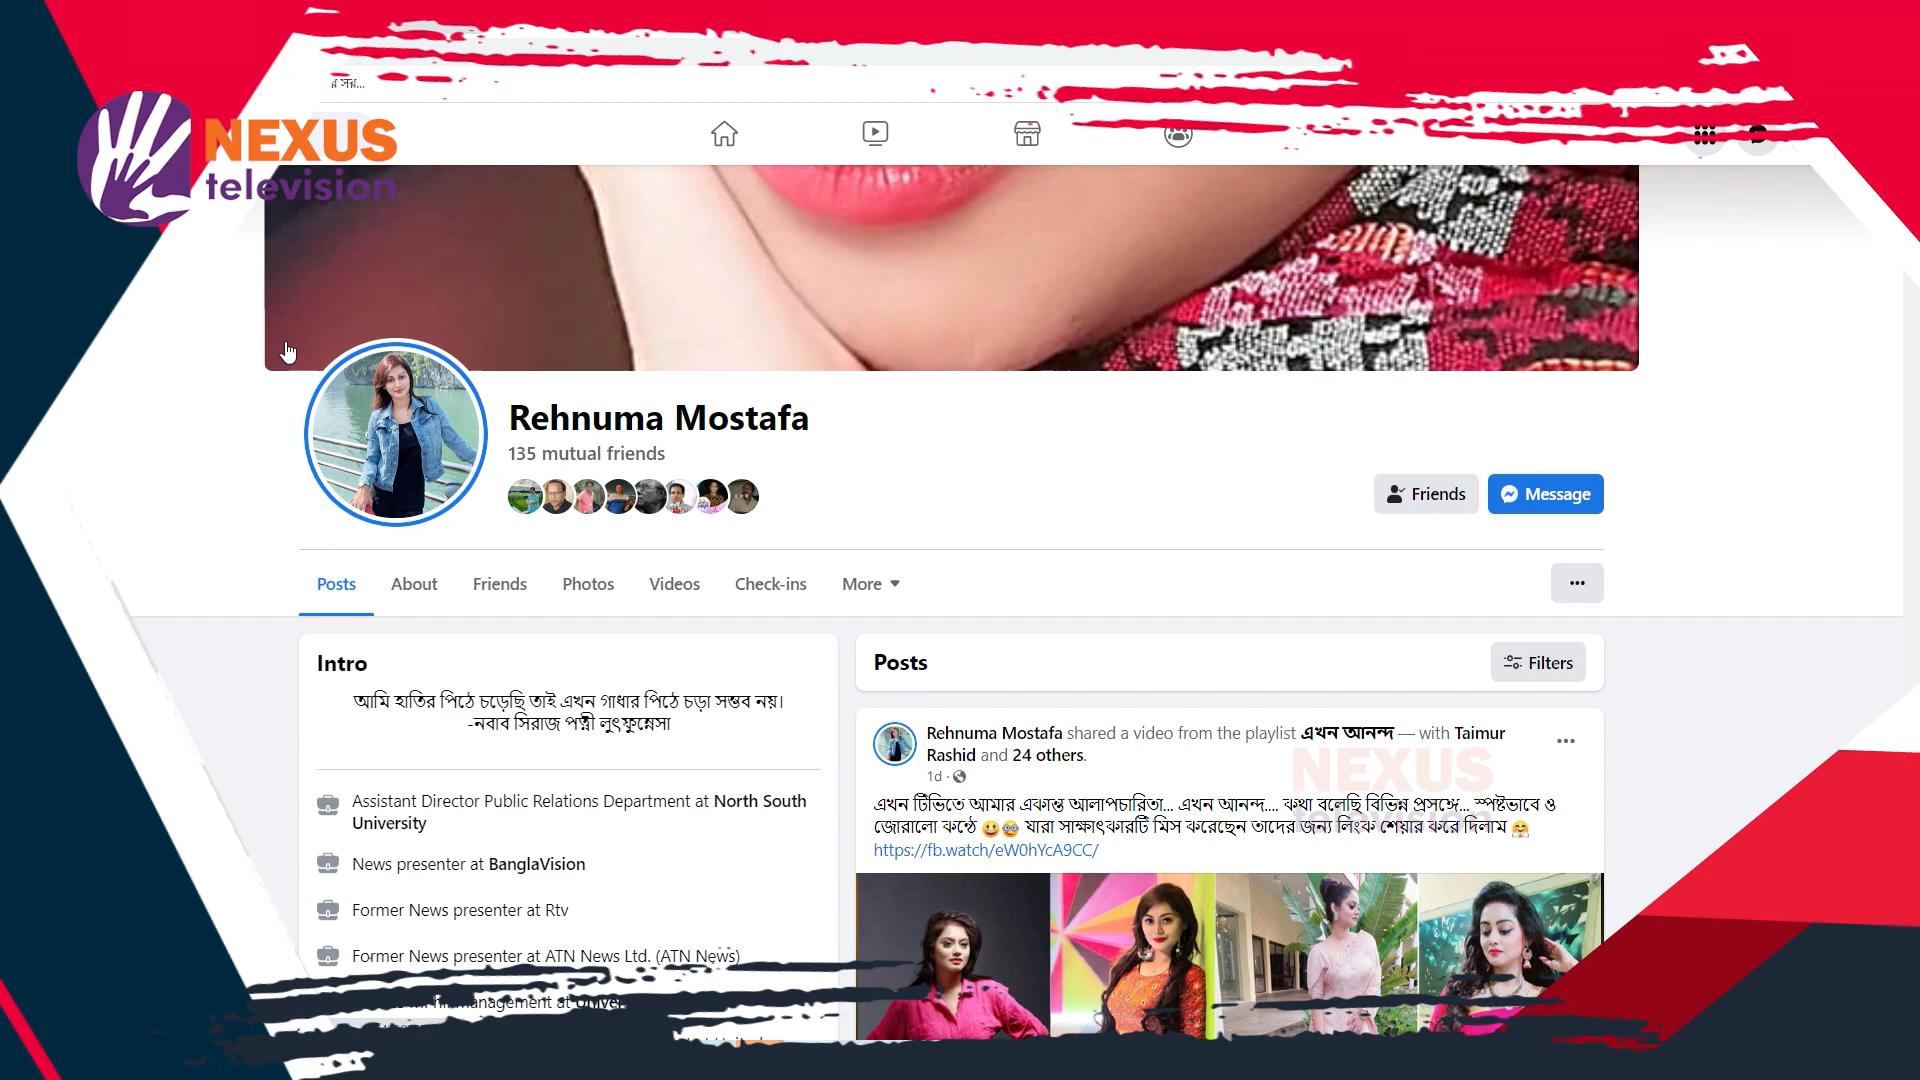 র সর...
NEXUS
television
Rehnuma Mostafa
135 mutual friends
Friends
Message
Posts
About
Friends
Photos
Videos
Check-ins
More
Intro
আমি হাতির পিঠে চড়েছি তাই এখন গাধার পিঠে চড়া সম্ভব নয়।
-নবাব সিরাজ পত্নী লুৎফুন্নেসা
Assistant Director Public Relations Department at North South
University
News presenter at BanglaVision
Former News presenter at Rtv
Former News presenter at ATN News Ltd. (ATN News)
management at
Posts
Filters
Rehnuma Mostafa shared a video from the playlist এখন আনন্দ — with Taimur
Rashid and 24 others.
1d ·
এখন টিভিতে আমার একান্ত আলাপচারিতা... এখন আনন্দ.... কথা বলেছি বিভিন্ন প্রসঙ্গে... স্পষ্টভাবে ও
জোরালো কন্ঠে 😀🤓 যারা সাক্ষাৎকারটি মিস করেছেন তাদের জন্য লিংক শেয়ার করে দিলাম 🤗
https://fb.watch/eW0hYcA9CC/
NEXUS
television